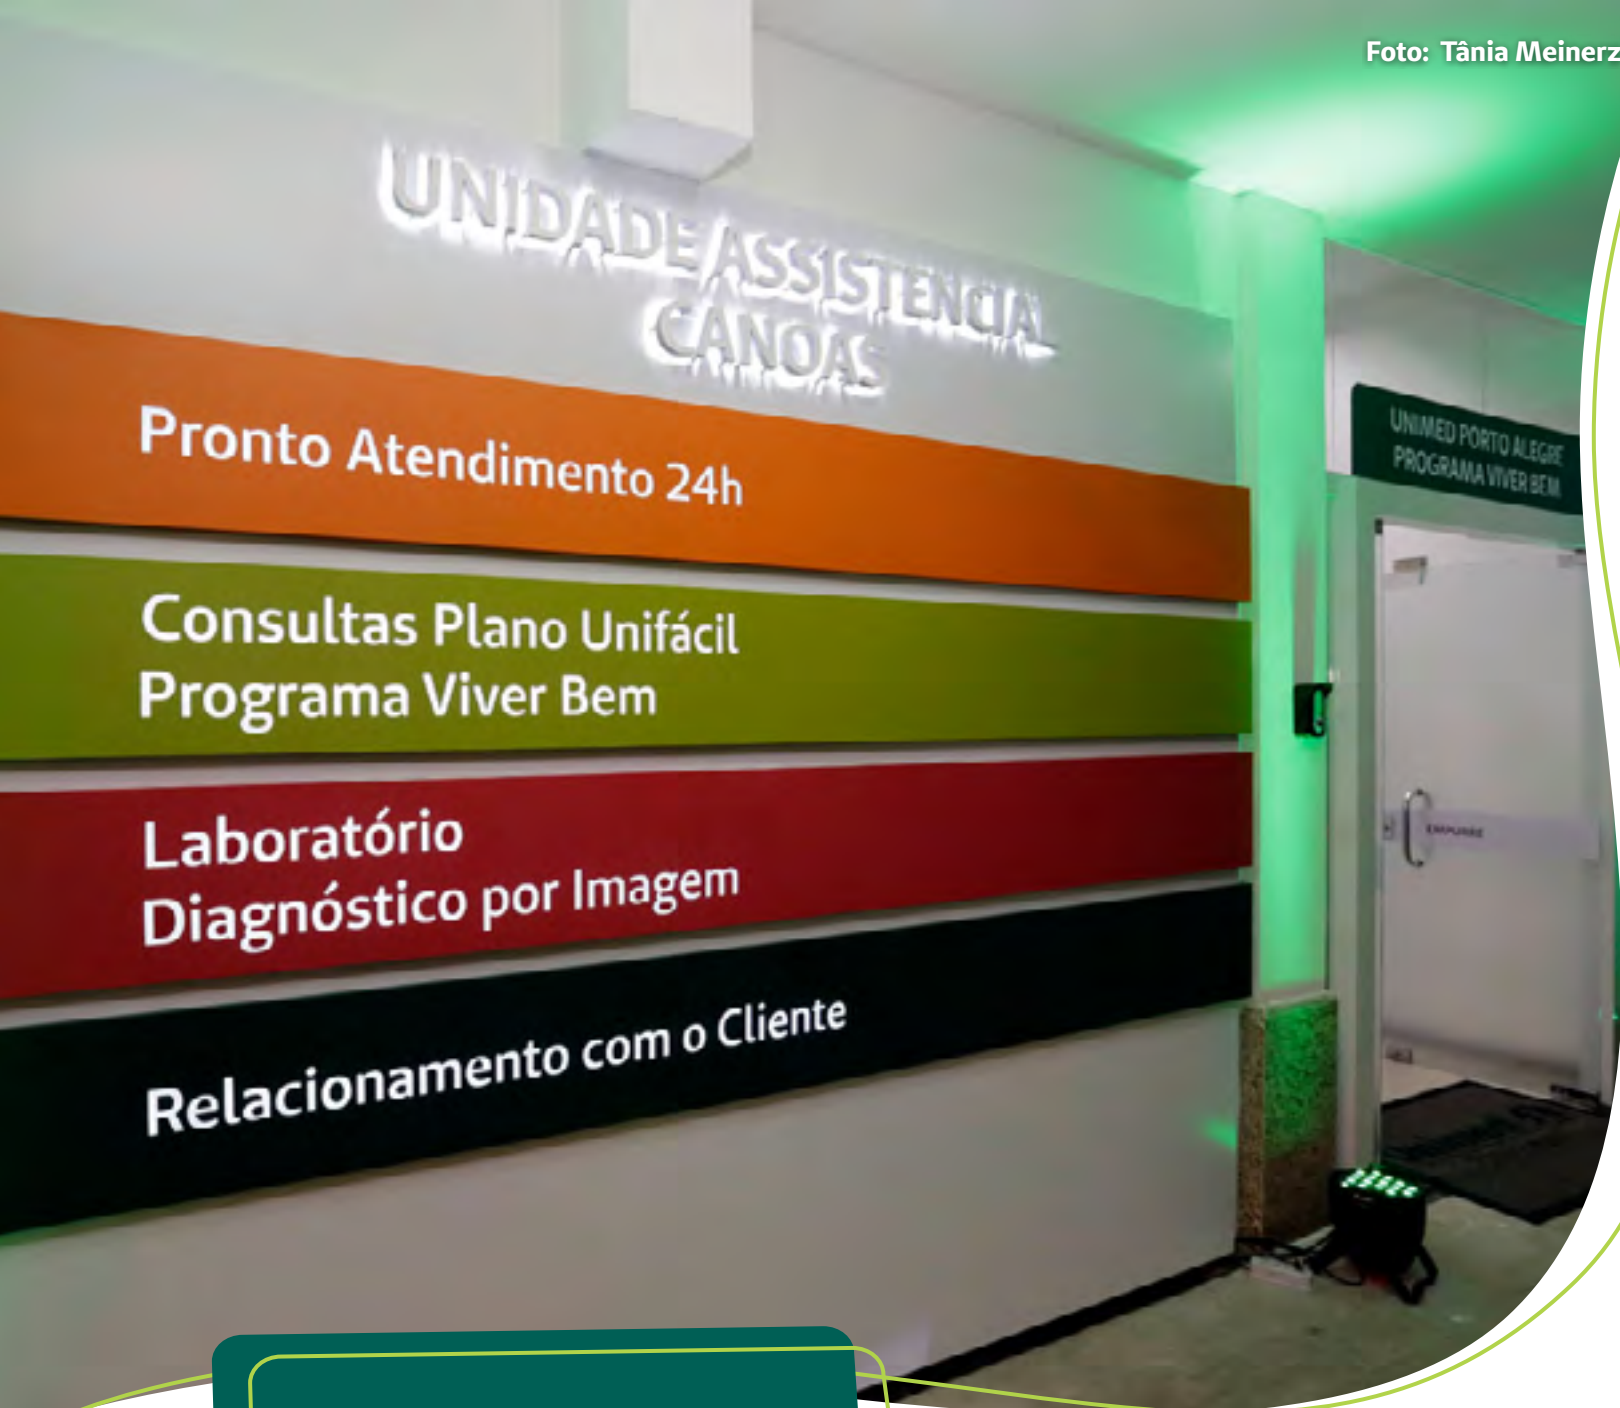 Foto: Tânia Meinerz
UNIDADE ASSISTENCIAL
CANOAS
Pronto Atendimento 24h
Consultas Plano Unifácil
Programa Viver Bem
Laboratório
Diagnóstico por Imagem
Relacionamento com o Cliente
UNIMED PORTO ALEGRE
PROGRAMA VIVER BEM
EMPURRE